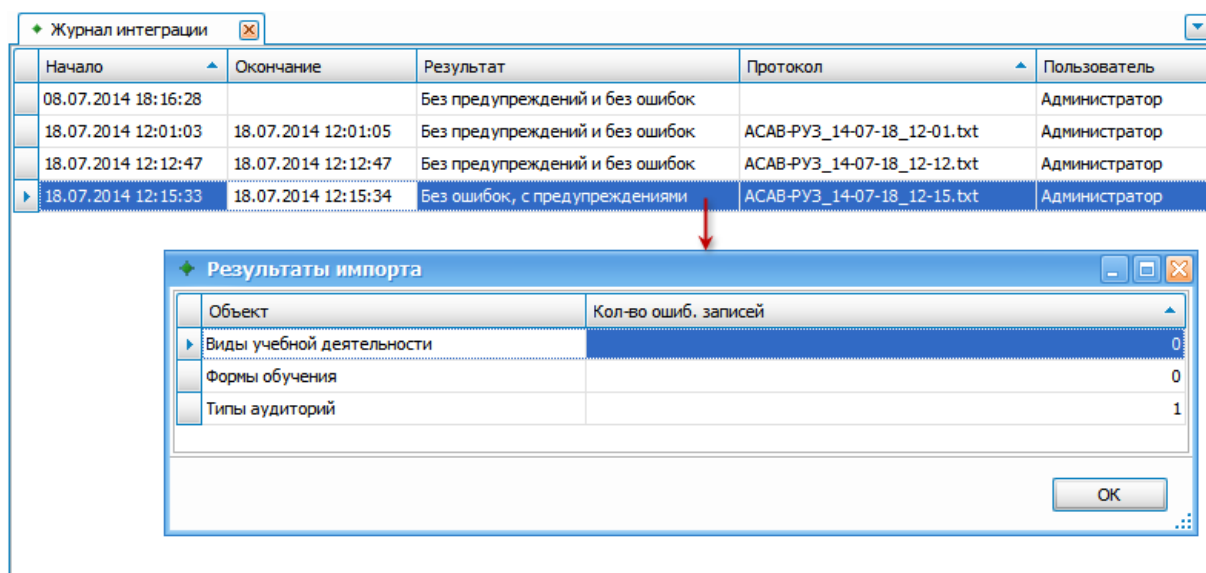 Журнал интеграции
Начало Окончание Результат Протокол Пользователь
08.07.2014 18:16:28 Без предупреждений и без ошибок Администратор
18.07.2014 12:01:03 18.07.2014 12:01:05 Без предупреждений и без ошибок АСАВ-РУЗ_14-07-18_12-01.txt Администратор
18.07.2014 12:12:47 18.07.2014 12:12:47 Без предупреждений и без ошибок АСАВ-РУЗ_14-07-18_12-12.txt Администратор
18.07.2014 12:15:33 18.07.2014 12:15:34 Без ошибок, с предупреждениями АСАВ-РУЗ_14-07-18_12-15.txt Администратор
Результаты импорта
Объект Кол-во ошиб. записей
Виды учебной деятельности 0
Формы обучения 0
Типы аудиторий 1
ОК